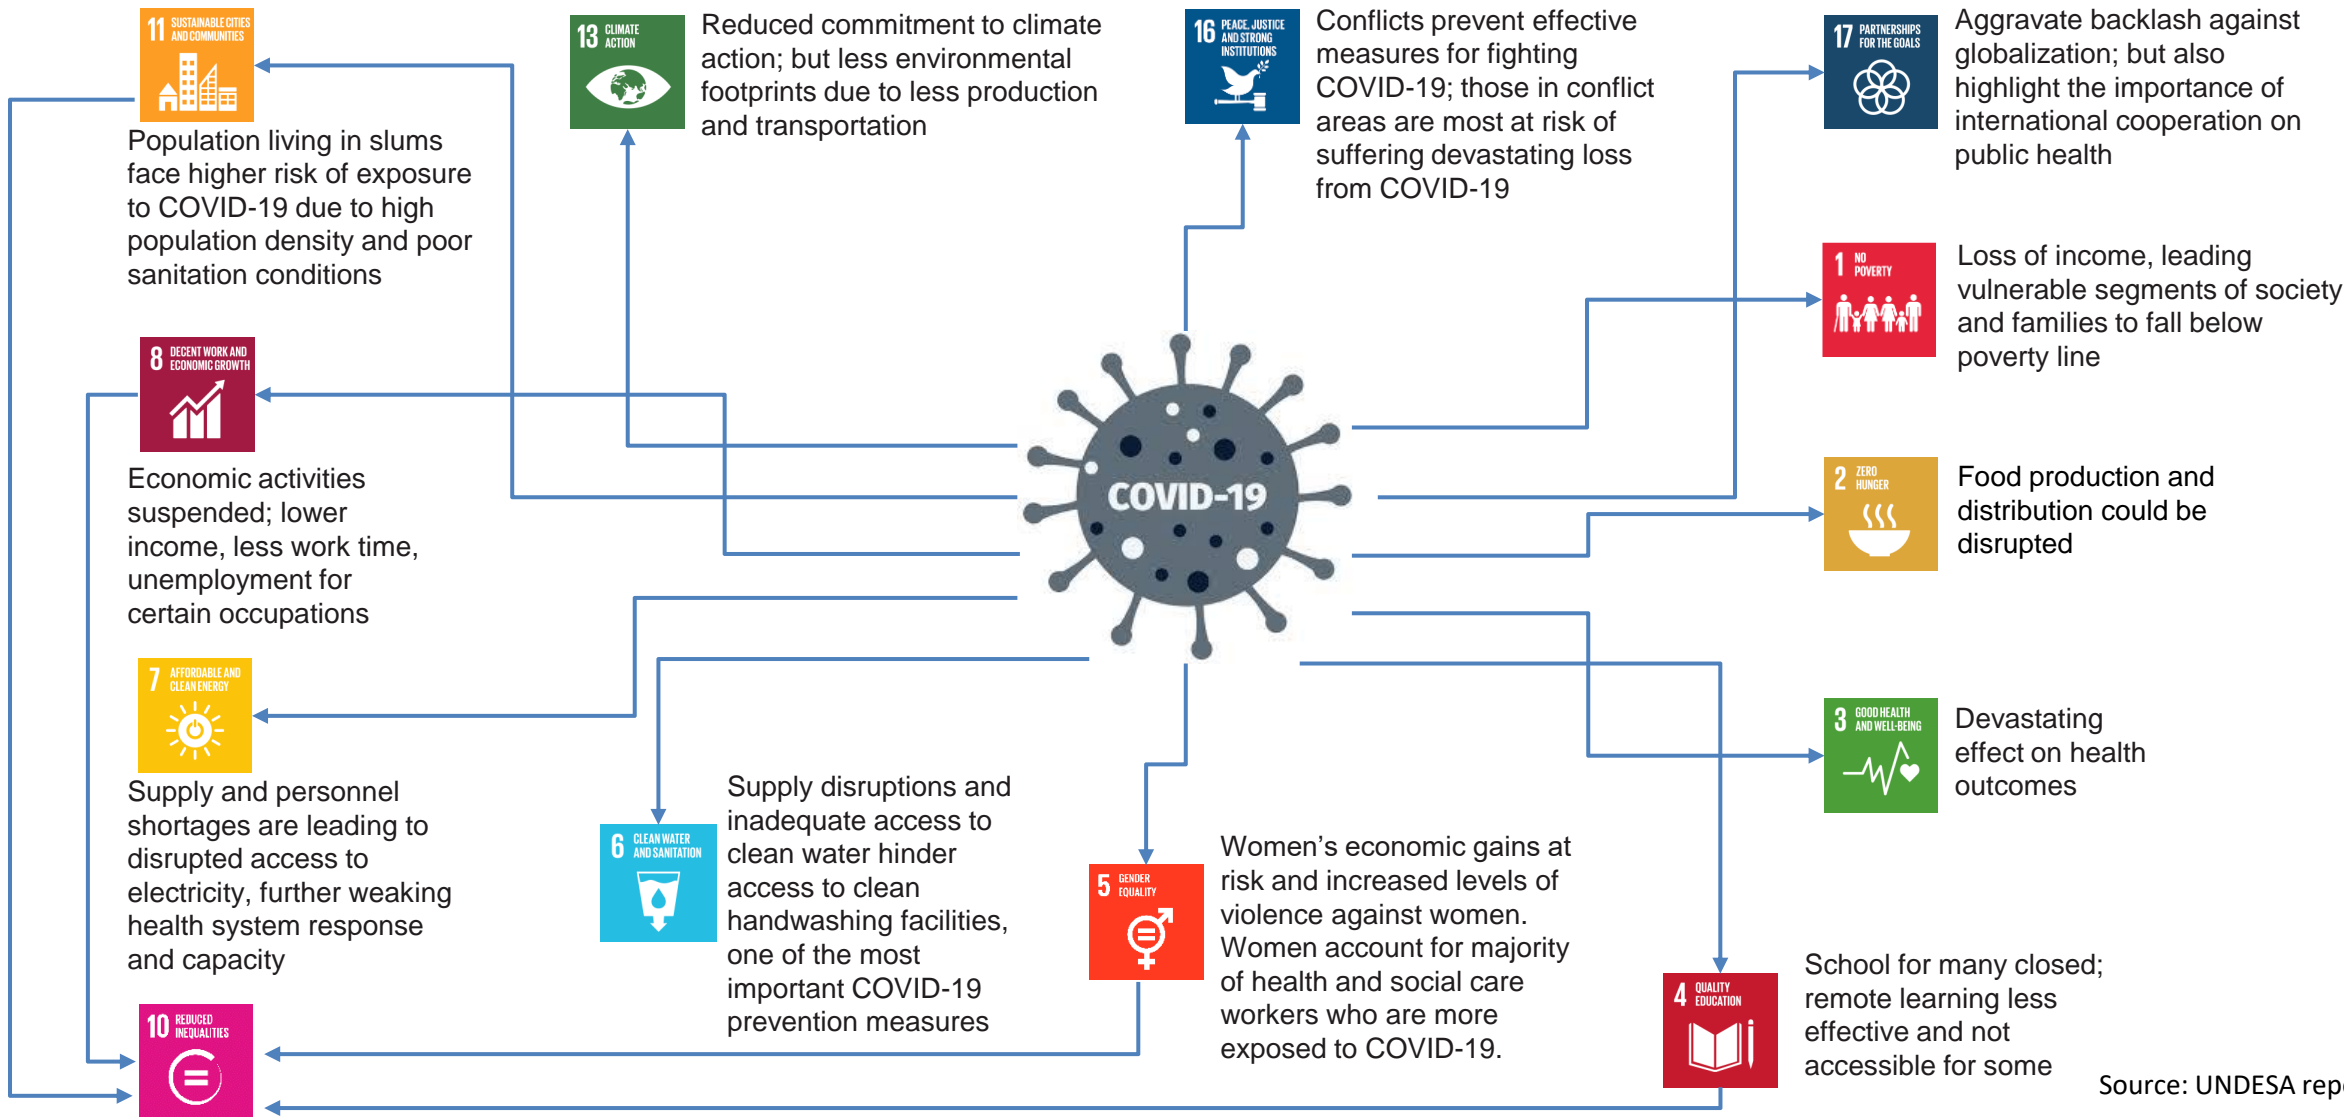 11 SUSTAINABLE CITIES
AND COMMUNITIES
Population living in slums
face higher risk of exposure
to COVID-19 due to high
population density and poor
sanitation conditions
13 CLIMATE
ACTION
Reduced commitment to climate
action; but less environmental
footprints due to less production
and transportation
16 PEACE, JUSTICE
AND STRONG
INSTITUTIONS
Conflicts prevent effective
measures for fighting
COVID-19; those in conflict
areas are most at risk of
suffering devastating loss
from COVID-19
17 PARTNERSHIPS
FOR THE GOALS
Aggravate backlash against
globalization; but also
highlight the importance of
international cooperation on
public health
1 NO
POVERTY
Loss of income, leading
vulnerable segments of society
and families to fall below
poverty line
8 DECENT WORK AND
ECONOMIC GROWTH
Economic activities
suspended; lower
income, less work time,
unemployment for
certain occupations
COVID-19
2 ZERO
HUNGER
Food production and
distribution could be
disrupted
7 AFFORDABLE AND
CLEAN ENERGY
Supply and personnel
shortages are leading to
disrupted access to
electricity, further weaking
health system response
and capacity
6 CLEAN WATER
AND SANITATION
Supply disruptions and
inadequate access to
clean water hinder
access to clean
handwashing facilities,
one of the most
important COVID-19
prevention measures
5 GENDER
EQUALITY
Women’s economic gains at
risk and increased levels of
violence against women.
Women account for majority
of health and social care
workers who are more
exposed to COVID-19.
3 GOOD HEALTH
AND WELL-BEING
Devastating
effect on health
outcomes
10 REDUCED
INEQUALITIES
4 QUALITY
EDUCATION
School for many closed;
remote learning less
effective and not
accessible for some
Source: UNDESA repo